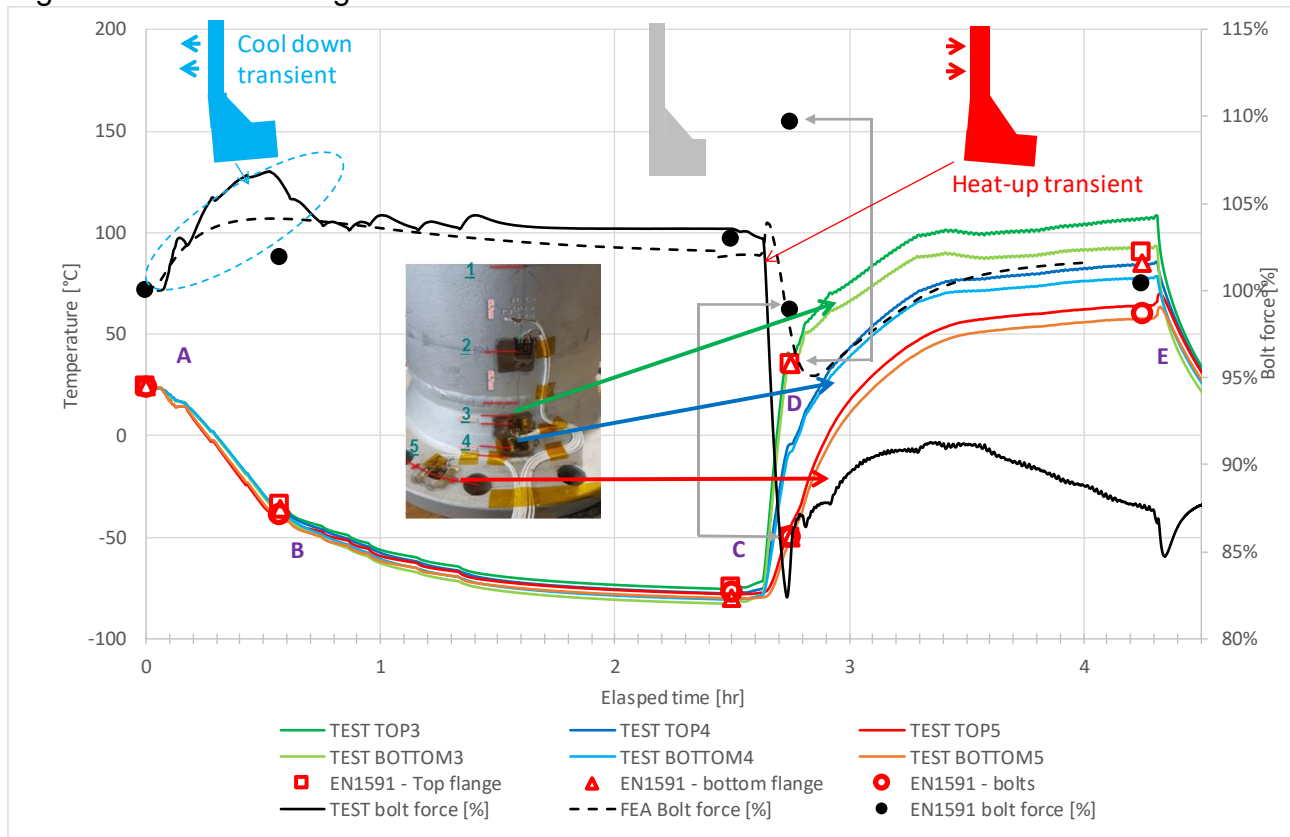 200
150
100
50
0
-50
-100
Temperature [°C]
115%
110%
105%
100%
95%
90%
85%
80%
Bolt force [%]
Cool down
transient
Heat-up transient
A
B
C
D
E
1
2
3
4
5
0
1
2
3
4
Elasped time [hr]
TEST TOP3
TEST TOP4
TEST TOP5
TEST BOTTOM3
TEST BOTTOM4
TEST BOTTOM5
EN1591 - Top flange
EN1591 - bottom flange
EN1591 - bolts
TEST bolt force [%]
FEA Bolt force [%]
EN1591 bolt force [%]